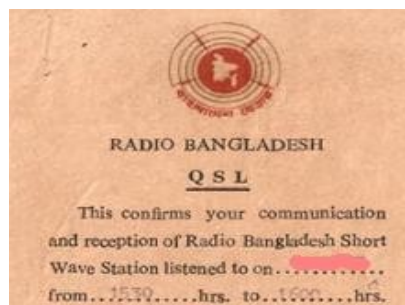 RADIO BANGLADESH
QSL
This confirms your communication
and reception of Radio Bangladesh Short
Wave Station listened to on............
from...1530.....hrs. to...1600....hrs.